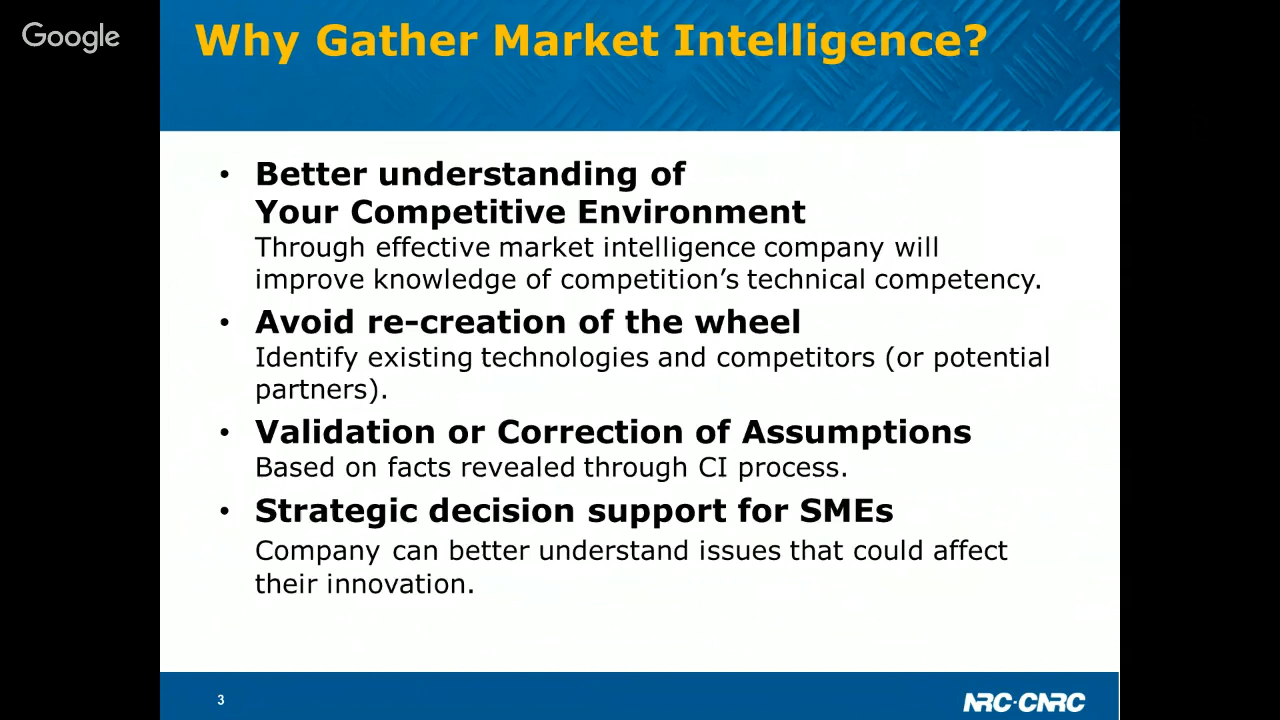 Google
Why Gather Market Intelligence?
• Better understanding of
Your Competitive Environment
Through effective market intelligence company will
improve knowledge of competition’s technical competency.
• Avoid re-creation of the wheel
Identify existing technologies and competitors (or potential
partners).
• Validation or Correction of Assumptions
Based on facts revealed through CI process.
• Strategic decision support for SMEs
Company can better understand issues that could affect
their innovation.
3
NRC·CNRC